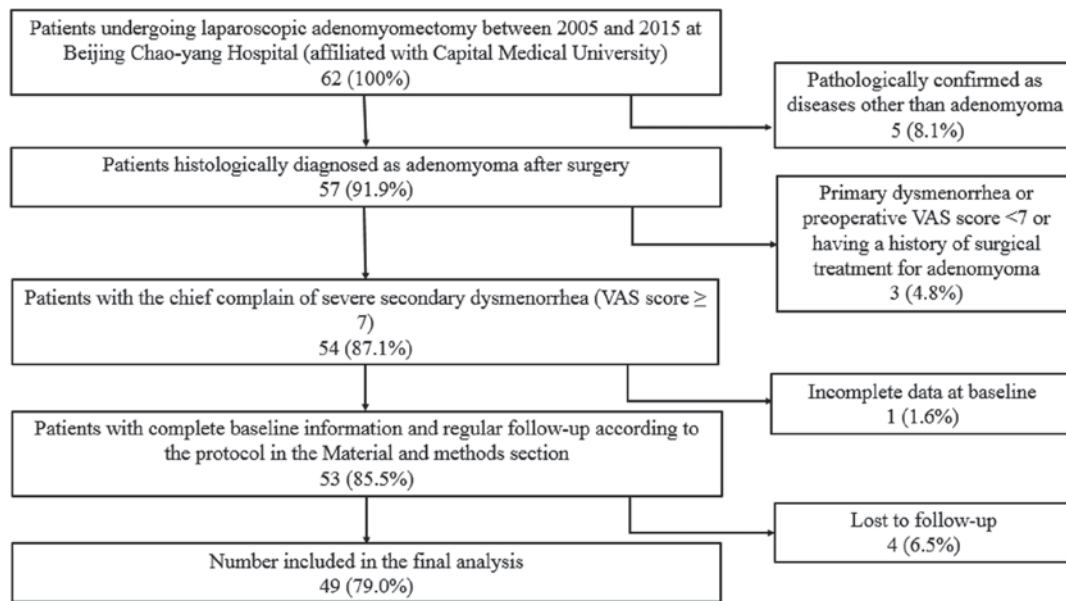 Patients undergoing laparoscopic adenomyomectomy between 2005 and 2015 at
Beijing Chao-yang Hospital (affiliated with Capital Medical University)
62 (100%)
Pathologically confirmed as
diseases other than adenomyoma
5 (8.1%)
Patients histologically diagnosed as adenomyoma after surgery
57 (91.9%)
Primary dysmenorrhea or
preoperative VAS score <7 or
having a history of surgical
treatment for adenomyoma
3 (4.8%)
Patients with the chief complain of severe secondary dysmenorrhea (VAS score ≥
7)
54 (87.1%)
Incomplete data at baseline
1 (1.6%)
Patients with complete baseline information and regular follow-up according to
the protocol in the Material and methods section
53 (85.5%)
Lost to follow-up
4 (6.5%)
Number included in the final analysis
49 (79.0%)